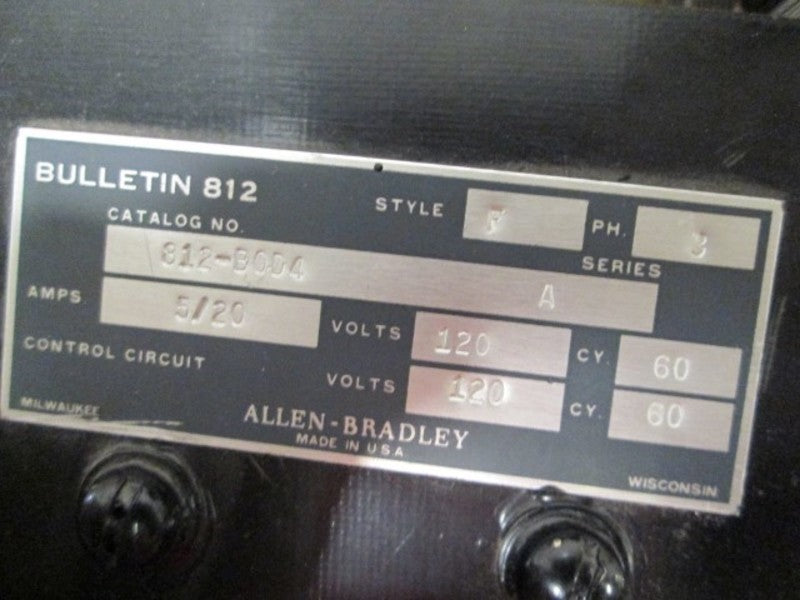 BULLETIN 812
STYLE F PH. 3
CATALOG NO.
812-BOD4
SERIES
A
AMPS 5/20 VOLTS 120 CY. 60
CONTROL CIRCUIT VOLTS 120 CY. 60
MILWAUKEE
ALLEN-BRADLEY
MADE IN USA
WISCONSIN